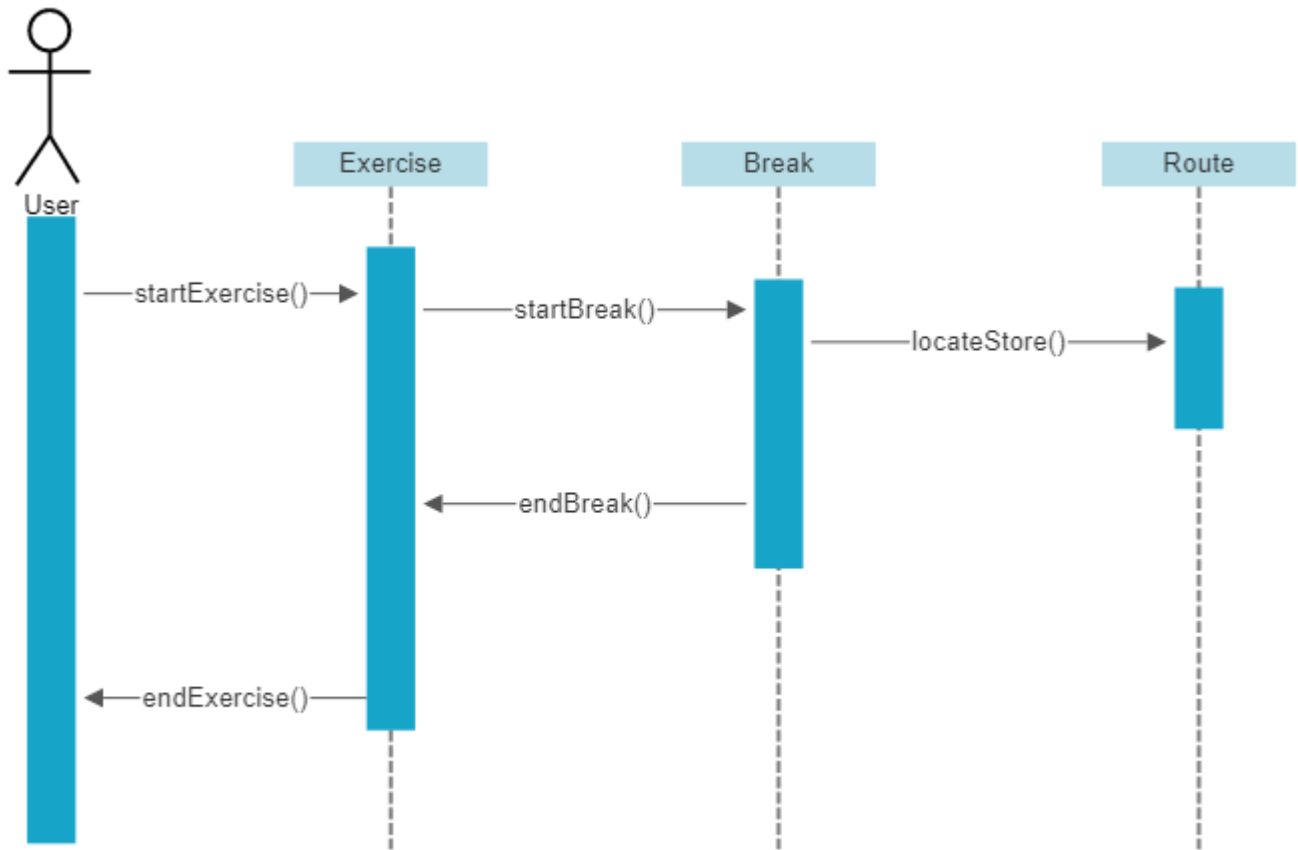 Exercise
Break
Route
User
startExercise()
startBreak()
locateStore()
endBreak()
endExercise()